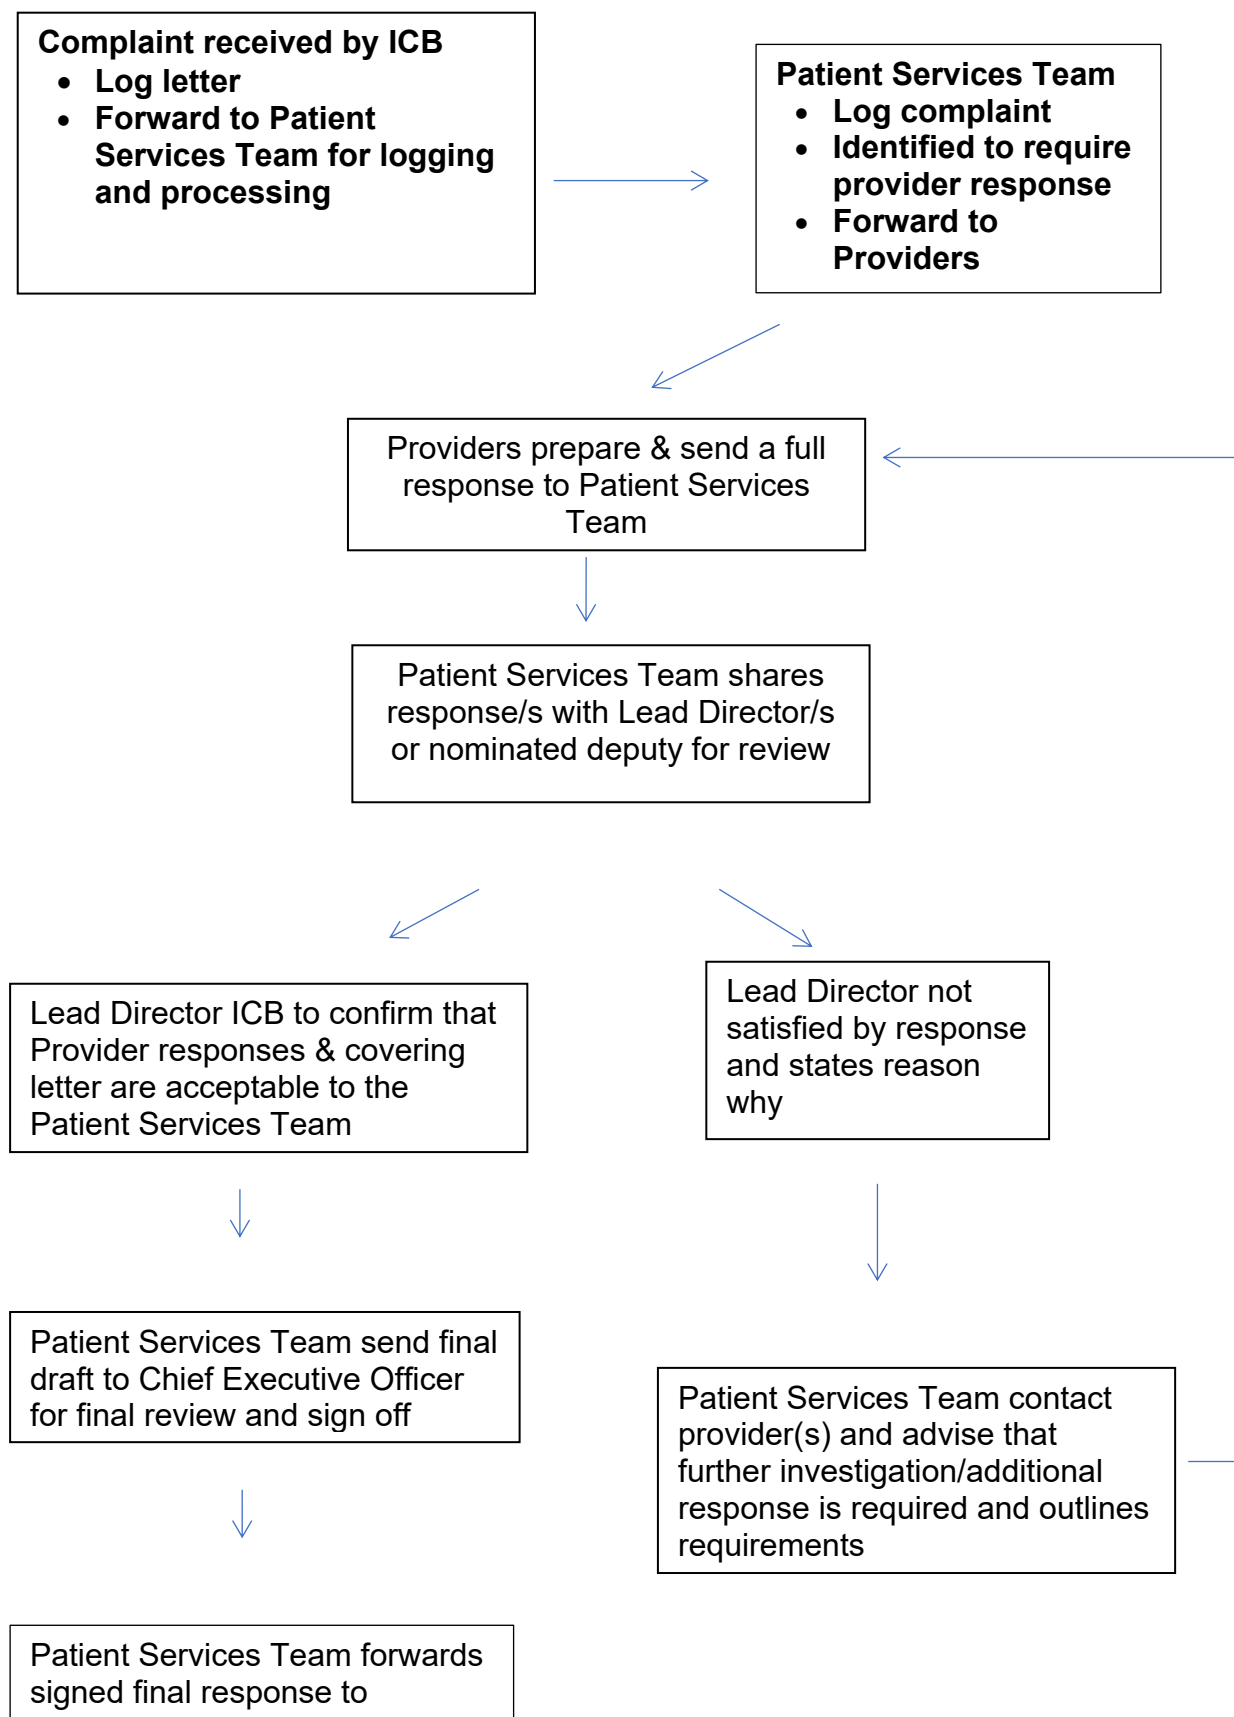 Complaint received by ICB
• Log letter
• Forward to Patient
Services Team for logging
and processing
Patient Services Team
• Log complaint
• Identified to require
provider response
• Forward to
Providers
Providers prepare & send a full
response to Patient Services
Team
Patient Services Team shares
response/s with Lead Director/s
or nominated deputy for review
Lead Director ICB to confirm that
Provider responses & covering
letter are acceptable to the
Patient Services Team
Lead Director not
satisfied by response
and states reason
why
Patient Services Team send final
draft to Chief Executive Officer
for final review and sign off
Patient Services Team contact
provider(s) and advise that
further investigation/additional
response is required and outlines
requirements
Patient Services Team forwards
signed final response to